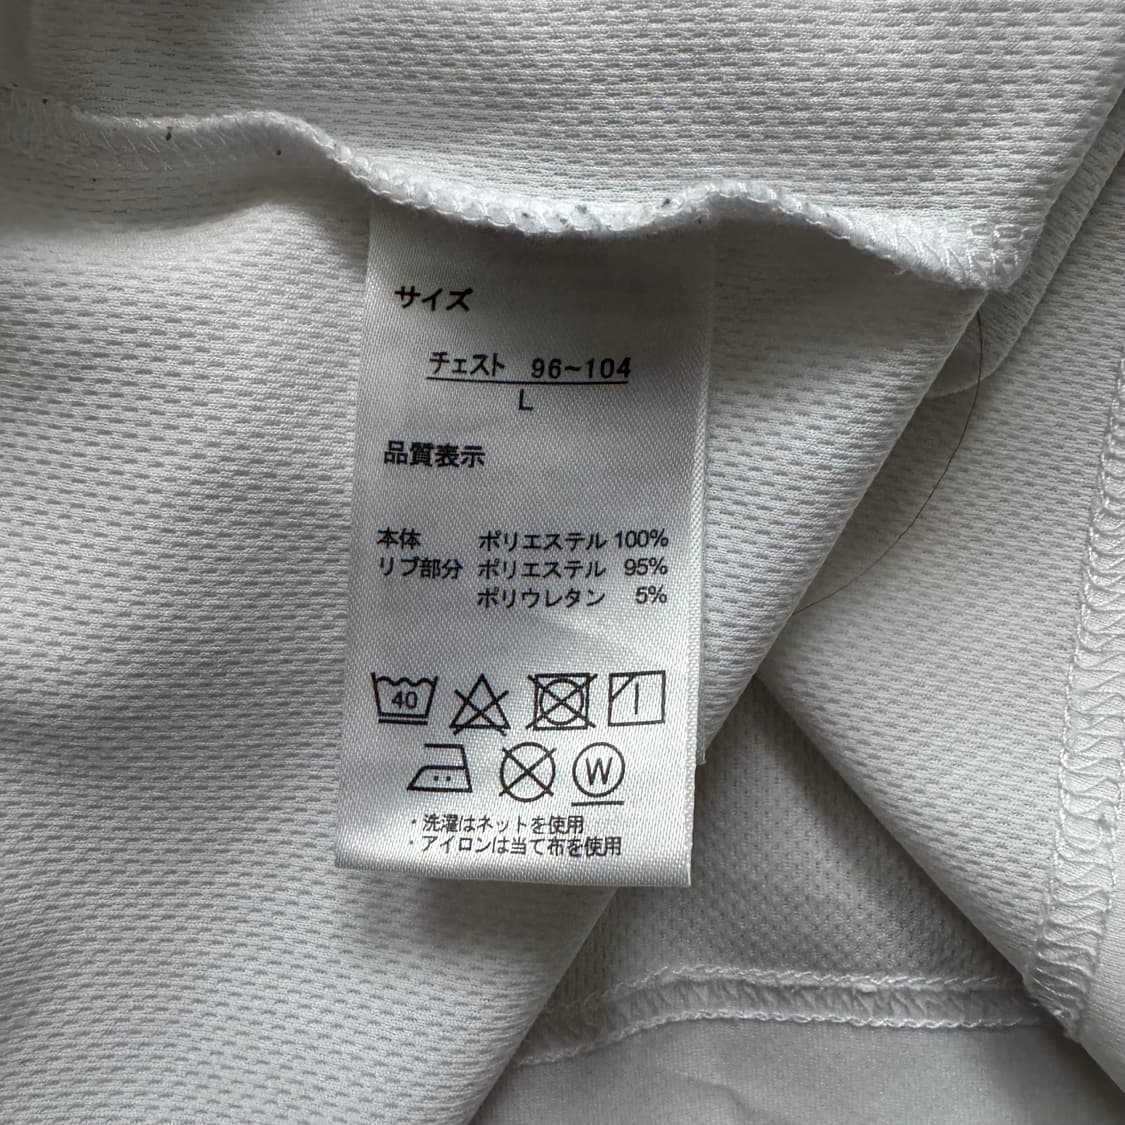 サイズ
チェスト 96~104
L
品質表示
本体 ポリエステル 100%
リブ部分 ポリエステル 95%
ポリウレタン 5%
40
W
・洗濯はネットを使用
・アイロンは当て布を使用